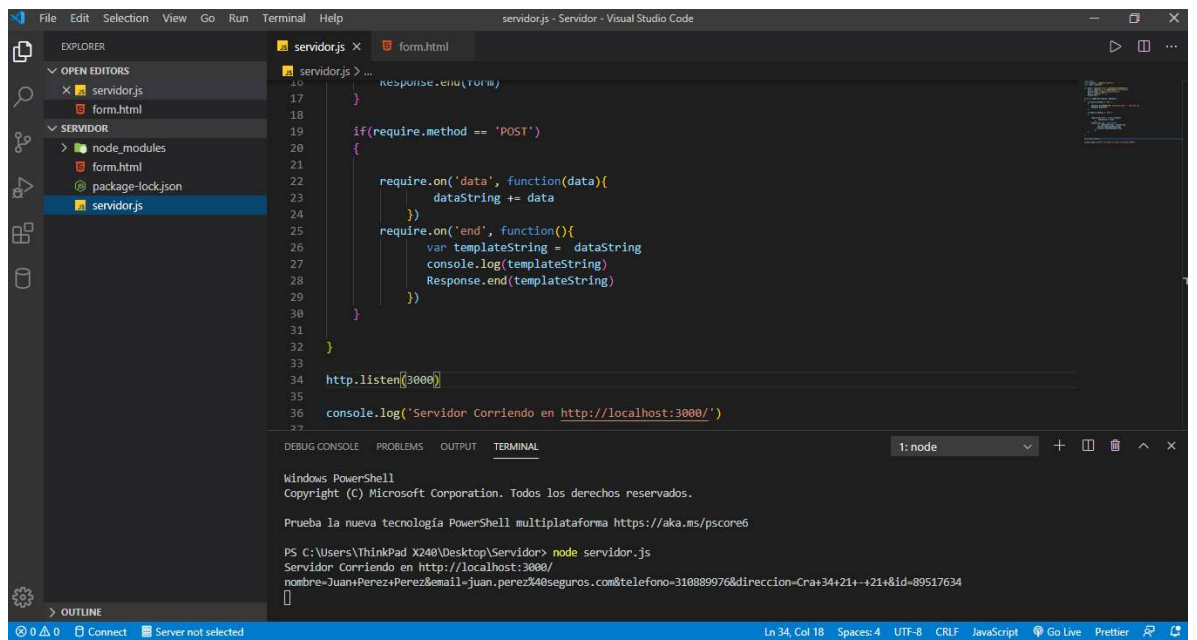 File Edit Selection View Go Run Terminal Help
servidor.js - Servidor - Visual Studio Code
EXPLORER
OPEN EDITORS
servidor.js
form.html
SERVIDOR
node_modules
form.html
package-lock.json
servidor.js
OUTLINE
servidor.js
form.html
servidor.js > ...
16 Response.end(form)
17 }
18
19 if(require.method == 'POST')
20 {
21
22 require.on('data', function(data){
23 dataString += data
24 })
25 require.on('end', function(){
26 var templateString = dataString
27 console.log(templateString)
28 Response.end(templateString)
29 })
30 }
31
32 }
33
34 http.listen(3000)
35
36 console.log('Servidor Corriendo en http://localhost:3000/')
37
DEBUG CONSOLE PROBLEMS OUTPUT TERMINAL
1: node
Windows PowerShell
Copyright (C) Microsoft Corporation. Todos los derechos reservados.
Prueba la nueva tecnología PowerShell multiplataforma https://aka.ms/pscore6
PS C:\Users\ThinkPad X240\Desktop\Servidor> node servidor.js
Servidor Corriendo en http://localhost:3000/
nombre=Juan+Perez+Perez&email=juan.perez%40seguros.com&telefono=310889976&direccion=Cra+34+21+-+21+&id=89517634
0 0 Connect Server not selected
Ln 34, Col 18 Spaces: 4 UTF-8 CRLF JavaScript Go Live Prettier